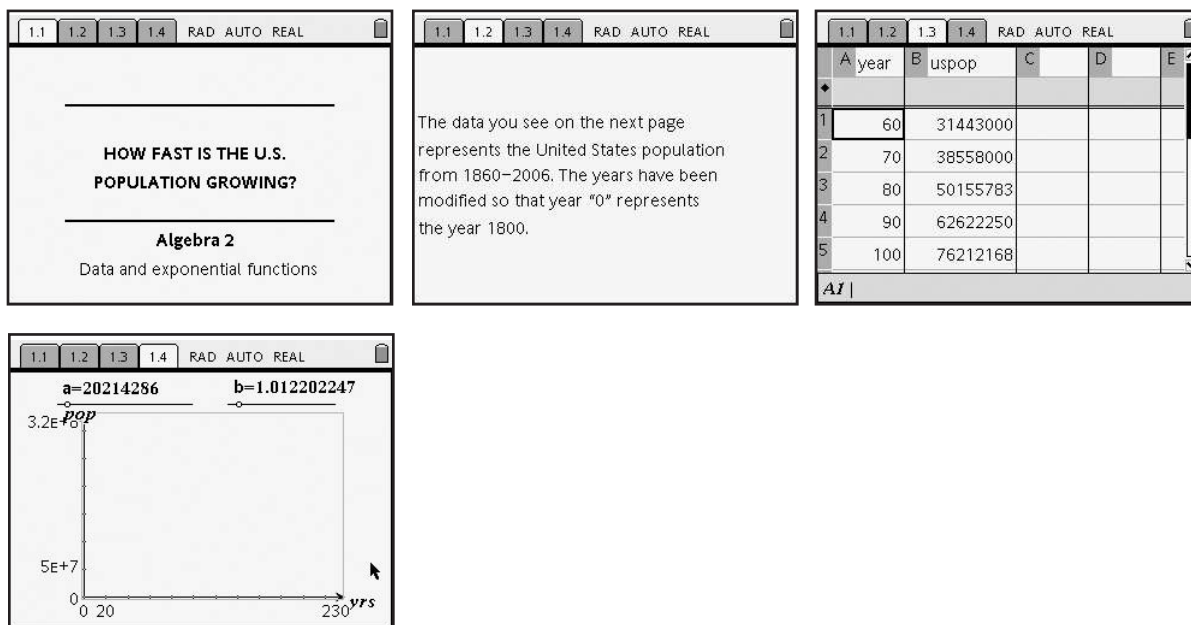 1.1 1.2 1.3 1.4 RAD AUTO REAL
HOW FAST IS THE U.S.
POPULATION GROWING?
Algebra 2
Data and exponential functions
1.1 1.2 1.3 1.4 RAD AUTO REAL
The data you see on the next page
represents the United States population
from 1860–2006. The years have been
modified so that year "0" represents
the year 1800.
1.1 1.2 1.3 1.4 RAD AUTO REAL
A year B uspop C D E
1 60 31443000
2 70 38558000
3 80 50155783
4 90 62622250
5 100 76212168
A1
1.1 1.2 1.3 1.4 RAD AUTO REAL
a=20214286 b=1.012202247
pop
5E+7
0
0 20 230 yrs